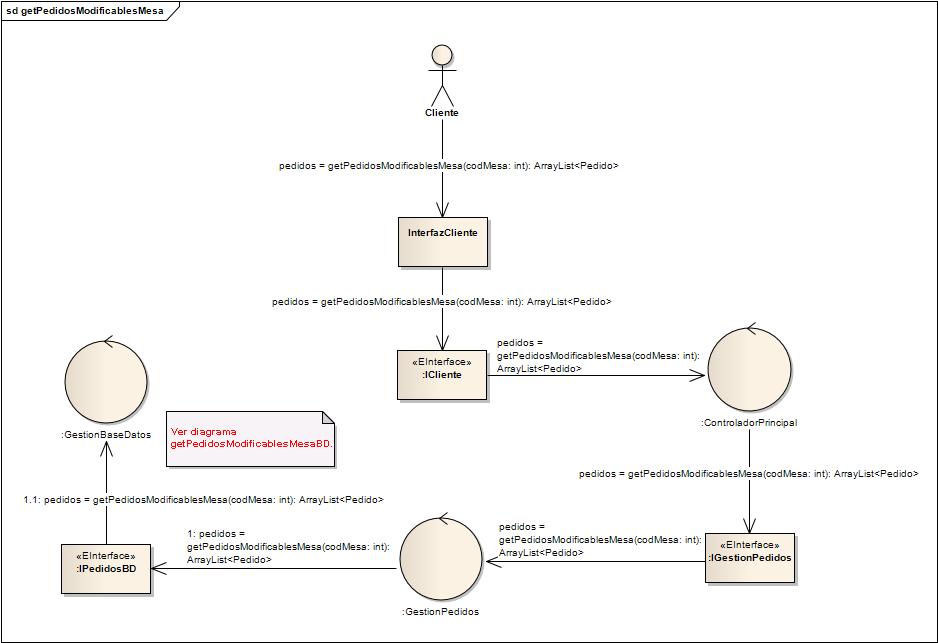 sd getPedidosModificablesMesa
Cliente
pedidos = getPedidosModificablesMesa(codMesa: int): ArrayList<Pedido>
InterfazCliente
pedidos = getPedidosModificablesMesa(codMesa: int): ArrayList<Pedido>
«EInterface»
:ICliente
pedidos =
getPedidosModificablesMesa(codMesa: int):
ArrayList<Pedido>
:ControladorPrincipal
pedidos = getPedidosModificablesMesa(codMesa: int): ArrayList<Pedido>
«EInterface»
:IGestionPedidos
pedidos =
getPedidosModificablesMesa(codMesa: int):
ArrayList<Pedido>
:GestionPedidos
1: pedidos =
getPedidosModificablesMesa(codMesa: int):
ArrayList<Pedido>
«EInterface»
:IPedidosBD
1.1: pedidos = getPedidosModificablesMesa(codMesa: int): ArrayList<Pedido>
:GestionBaseDatos
Ver diagrama
getPedidosModificablesMesaBD.